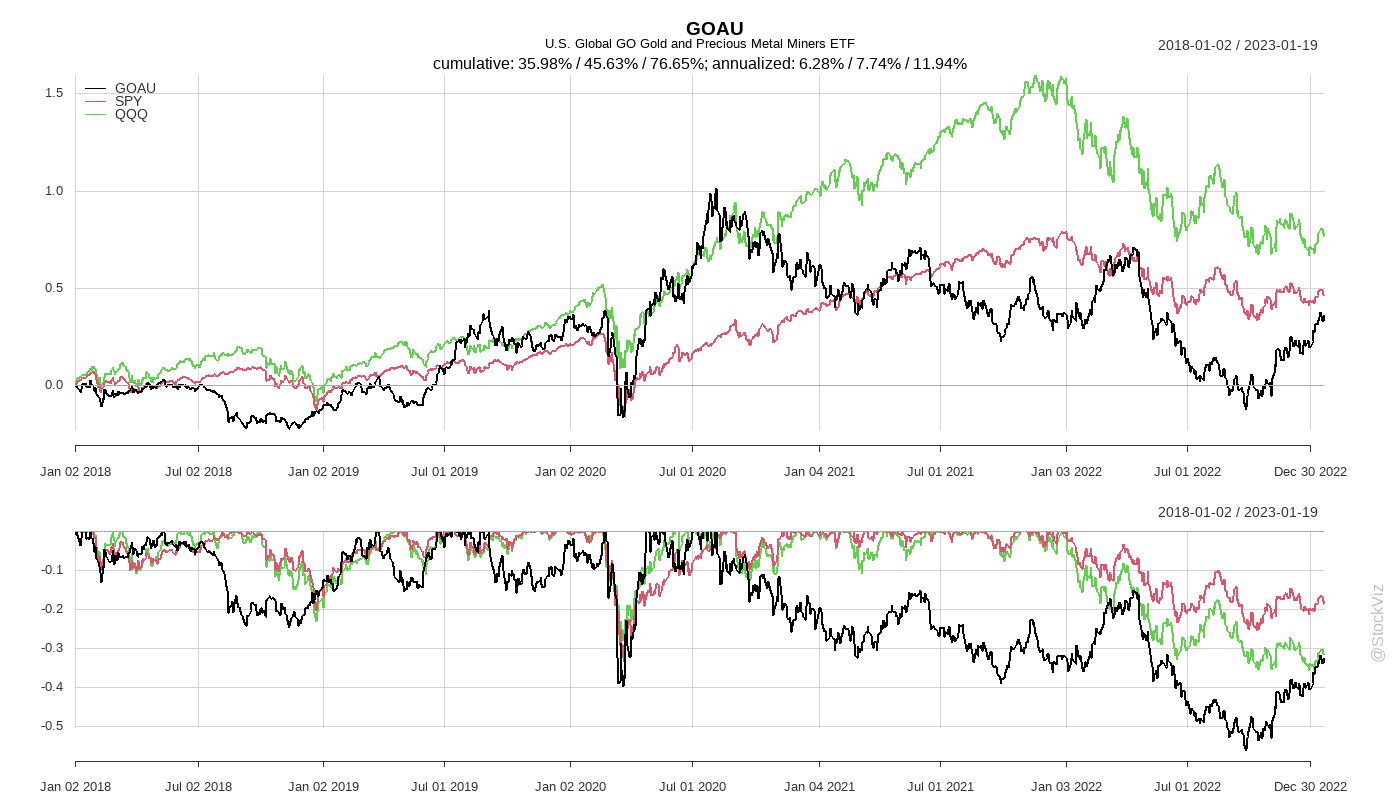 GOAU
U.S. Global GO Gold and Precious Metal Miners ETF
2018-01-02 / 2023-01-19
cumulative: 35.98% / 45.63% / 76.65%; annualized: 6.28% / 7.74% / 11.94%
GOAU
SPY
QQQ
1.5
1.0
0.5
0.0
Jan 02 2018 Jul 02 2018 Jan 02 2019 Jul 01 2019 Jan 02 2020 Jul 01 2020 Jan 04 2021 Jul 01 2021 Jan 03 2022 Jul 01 2022 Dec 30 2022
2018-01-02 / 2023-01-19
-0.1
-0.2
-0.3
-0.4
-0.5
Jan 02 2018 Jul 02 2018 Jan 02 2019 Jul 01 2019 Jan 02 2020 Jul 01 2020 Jan 04 2021 Jul 01 2021 Jan 03 2022 Jul 01 2022 Dec 30 2022
@StockViz